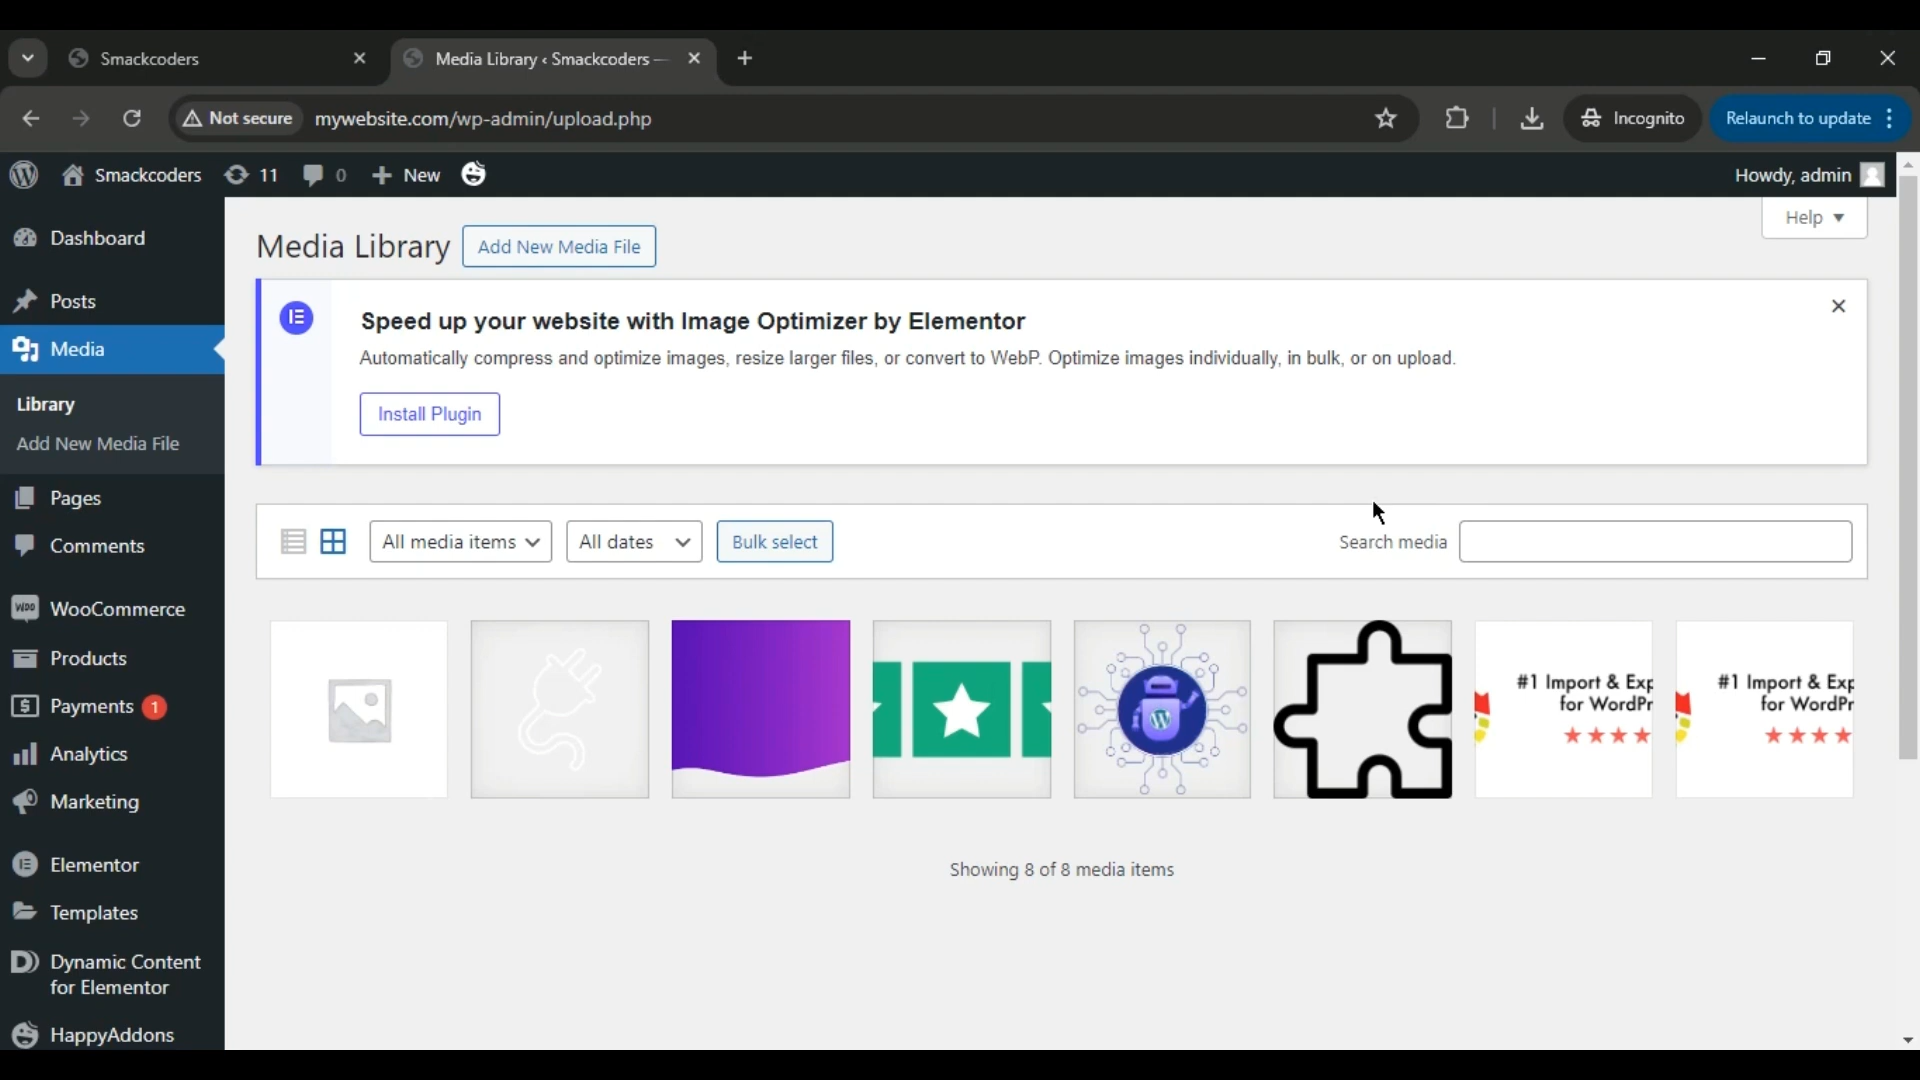 Smackcoders
Media Library ‹ Smackcoders —
Not secure
mywebsite.com/wp-admin/upload.php
Incognito
Relaunch to update
Smackcoders
11
0
New
Howdy, admin
Dashboard
Posts
Media
Library
Add New Media File
Pages
Comments
WooCommerce
Products
Payments 1
Analytics
Marketing
Elementor
Templates
Dynamic Content
for Elementor
HappyAddons
Help
Media Library
Add New Media File
Speed up your website with Image Optimizer by Elementor
Automatically compress and optimize images, resize larger files, or convert to WebP. Optimize images individually, in bulk, or on upload.
Install Plugin
All media items
All dates
Bulk select
Search media
#1 Import & Exp
for WordPr
#1 Import & Exp
for WordPr
Showing 8 of 8 media items